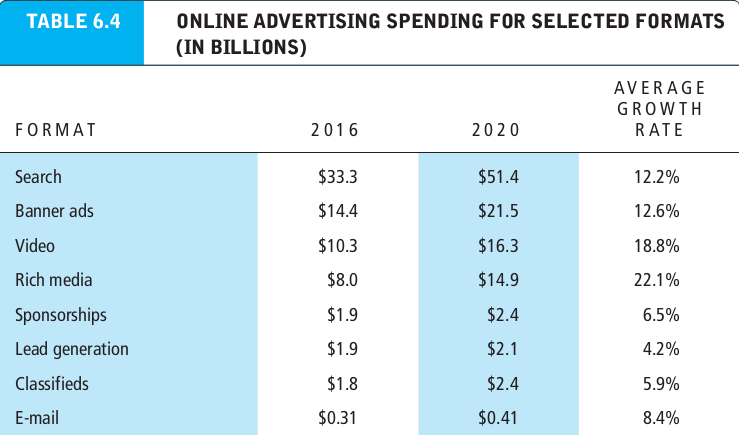 TABLE 6.4 ONLINE ADVERTISING SPENDING FOR SELECTED FORMATS
(IN BILLIONS)
AVERAGE
GROWTH
FORMAT 2016 2020 RATE
Search $33.3 $51.4 12.2%
Banner ads $14.4 $21.5 12.6%
Video $10.3 $16.3 18.8%
Rich media $8.0 $14.9 22.1%
Sponsorships $1.9 $2.4 6.5%
Lead generation $1.9 $2.1 4.2%
Classifieds $1.8 $2.4 5.9%
E-mail $0.31 $0.41 8.4%